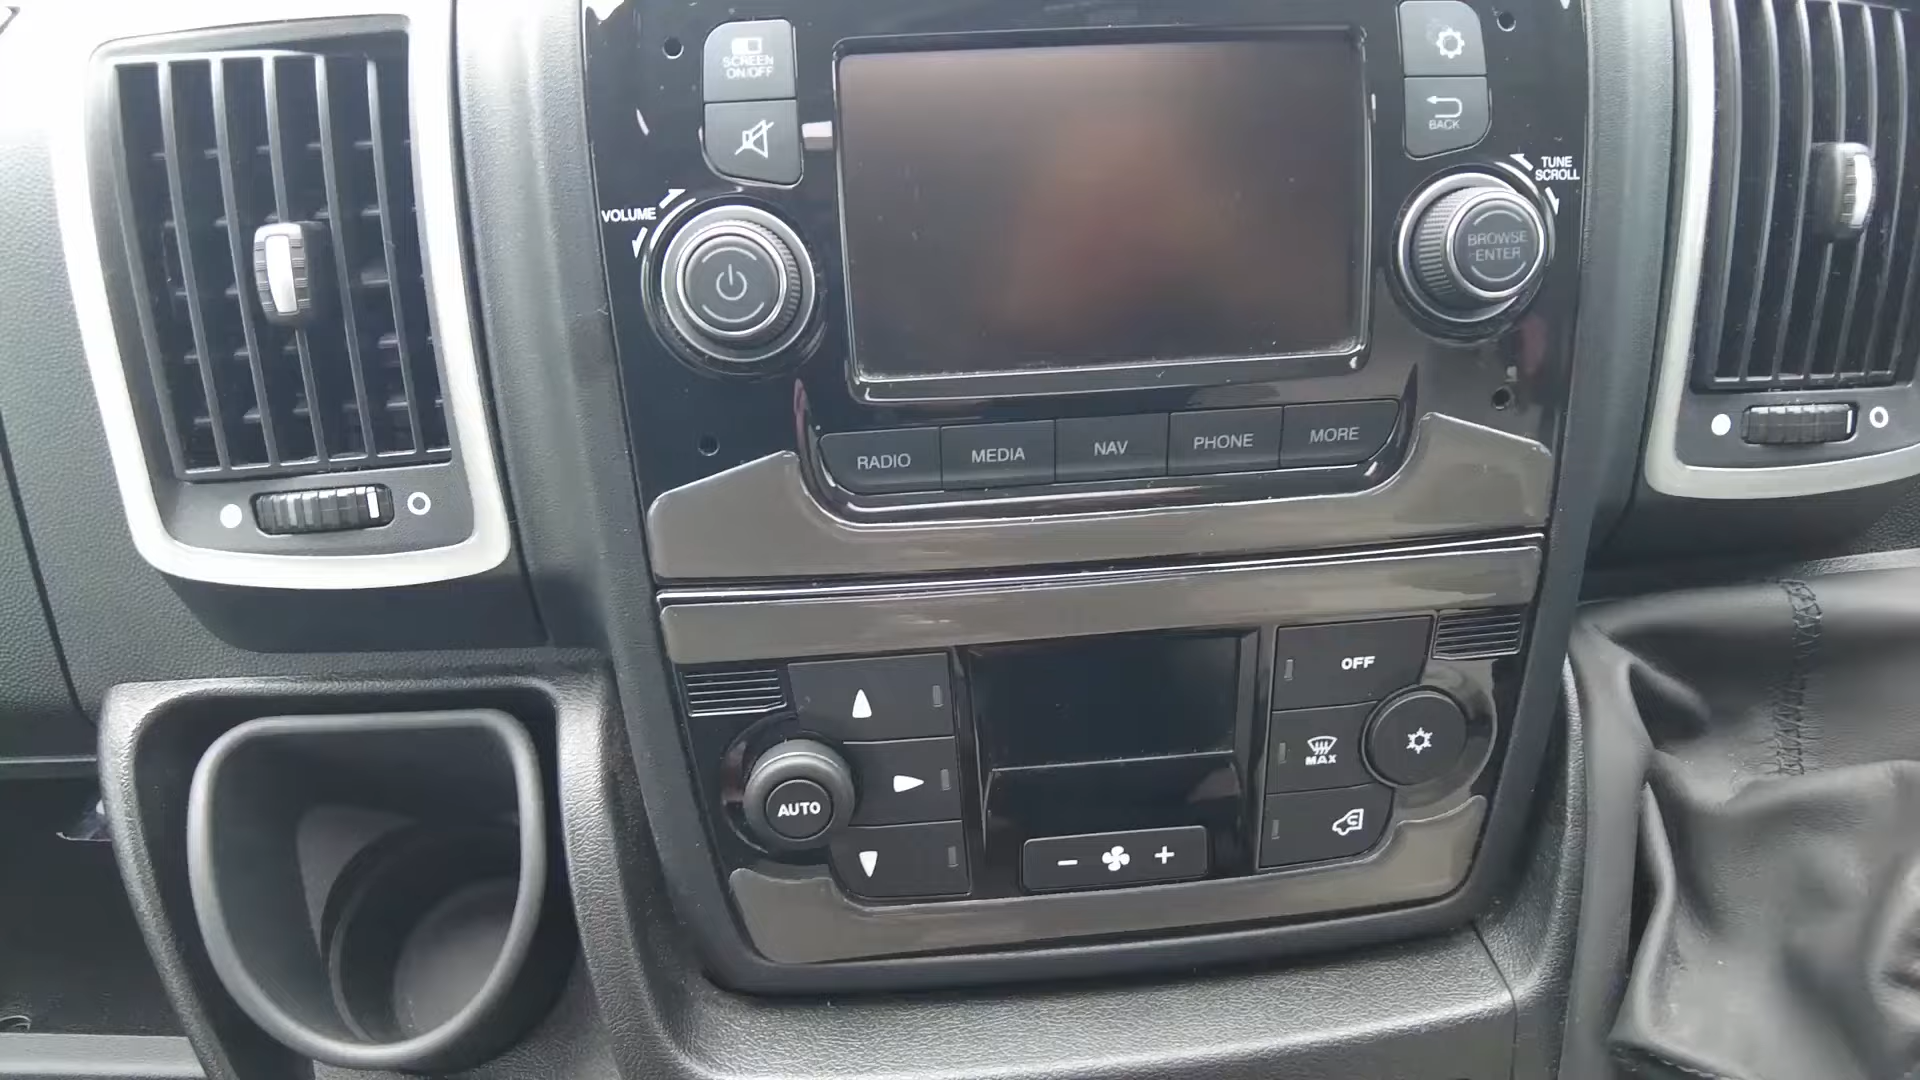 SCREEN
ON/OFF
BACK
VOLUME
TUNE
SCROLL
BROWSE
ENTER
RADIO
MEDIA
NAV
PHONE
MORE
OFF
MAX
AUTO